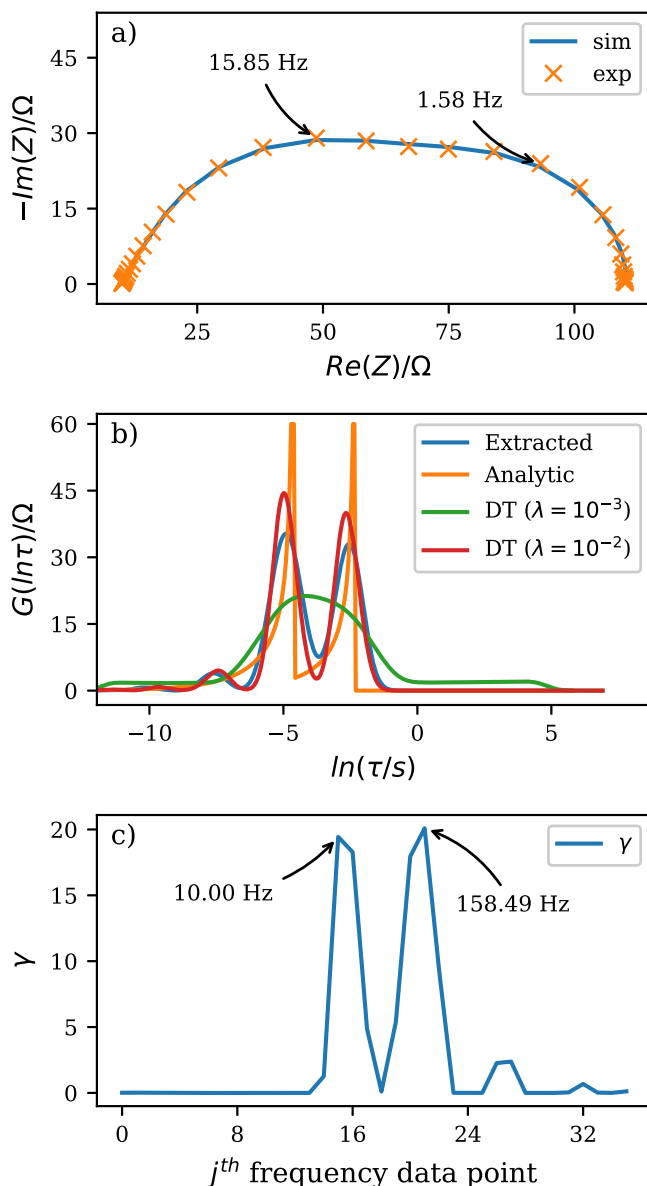 a)
15.85 Hz
1.58 Hz
sim
exp
45
30
15
0
−Im(Z)/Ω
25
50
75
100
Re(Z)/Ω
b)
Extracted
Analytic
DT (λ = 10⁻³)
DT (λ = 10⁻²)
60
45
30
15
0
G(lnτ)/Ω
−10
−5
0
5
ln(τ/s)
c)
γ
10.00 Hz
158.49 Hz
20
15
10
5
0
γ
0
8
16
24
32
jᵗʰ frequency data point